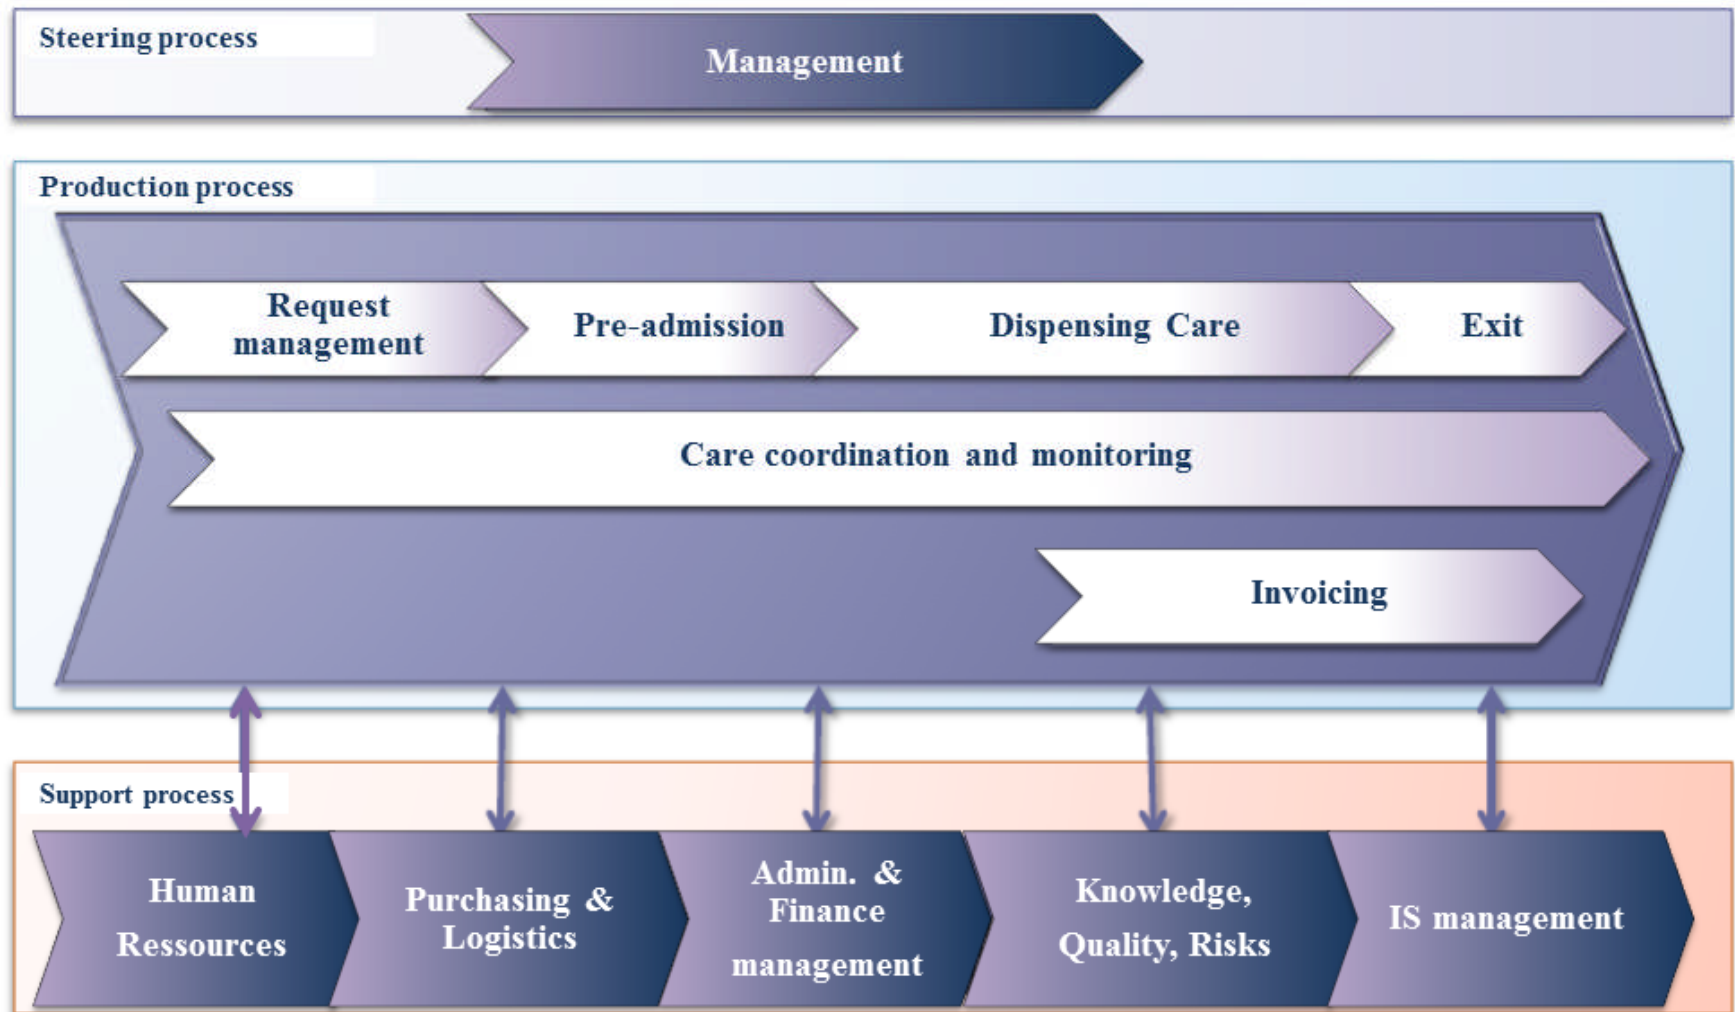 Steering process
Management
Production process
Request
management
Pre-admission
Dispensing Care
Exit
Care coordination and monitoring
Invoicing
Support process
Human
Ressources
Purchasing &
Logistics
Admin. &
Finance
management
Knowledge,
Quality, Risks
IS management